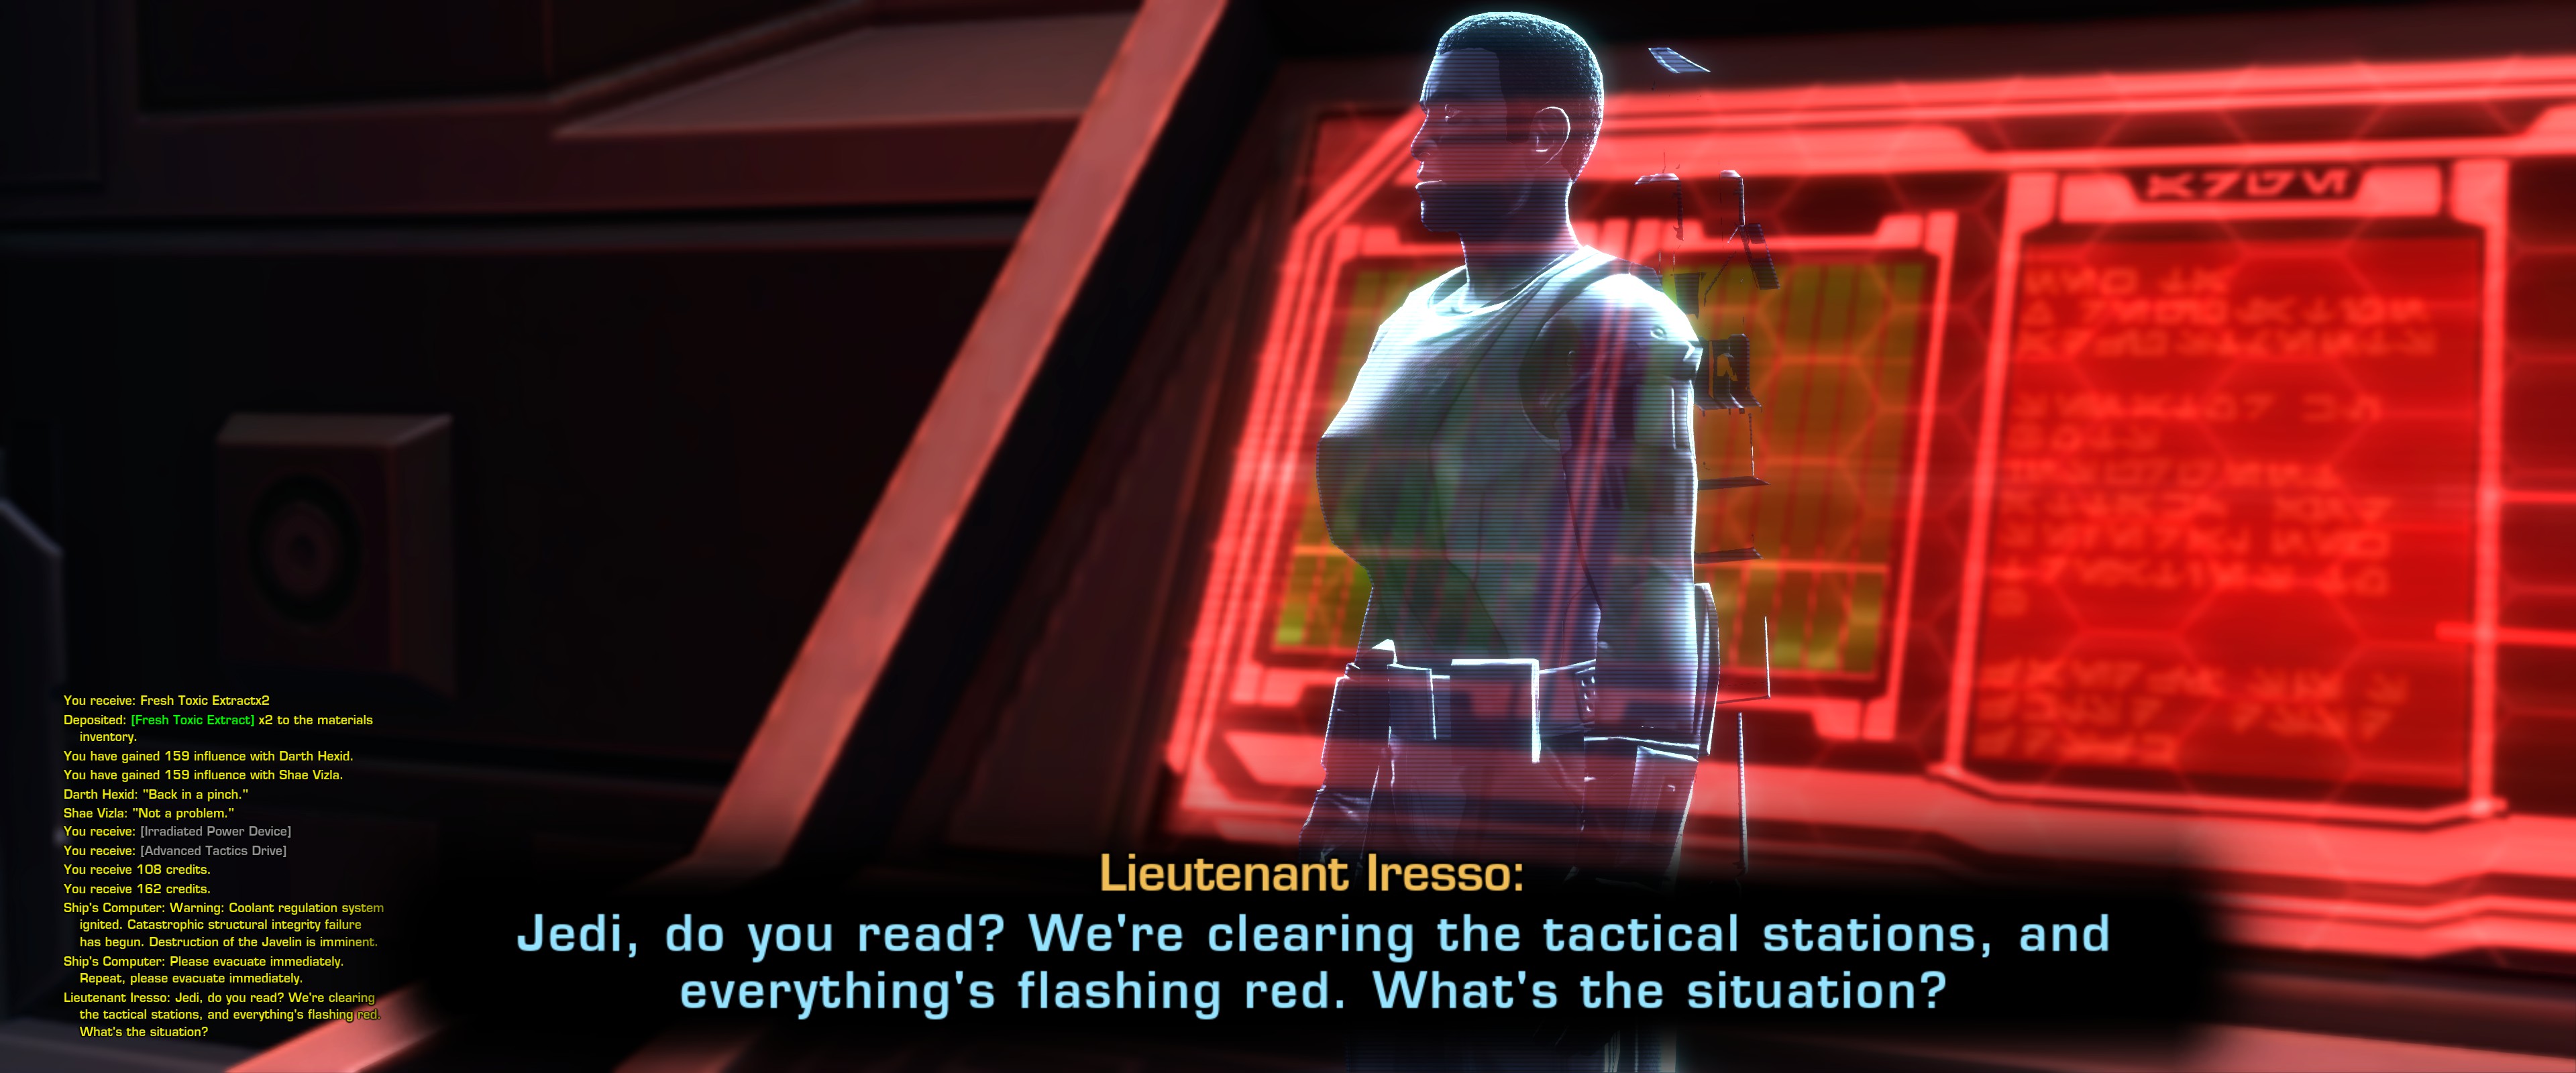 You receive: Fresh Toxic Extractx2
Deposited: [Fresh Toxic Extract] x2 to the materials
inventory.
You have gained 159 influence with Darth Hexid.
You have gained 159 influence with Shae Vizla.
Darth Hexid: "Back in a pinch."
Shae Vizla: "Not a problem."
You receive: [Irradiated Power Device]
You receive: [Advanced Tactics Drive]
You receive 108 credits.
You receive 162 credits.
Ship's Computer: Warning: Coolant regulation system
ignited. Catastrophic structural integrity failure
has begun. Destruction of the Javelin is imminent.
Ship's Computer: Please evacuate immediately.
Repeat, please evacuate immediately.
Lieutenant Iresso: Jedi, do you read? We're clearing
the tactical stations, and everything's flashing red.
What's the situation?
Lieutenant Iresso:
Jedi, do you read? We're clearing the tactical stations, and
everything's flashing red. What's the situation?